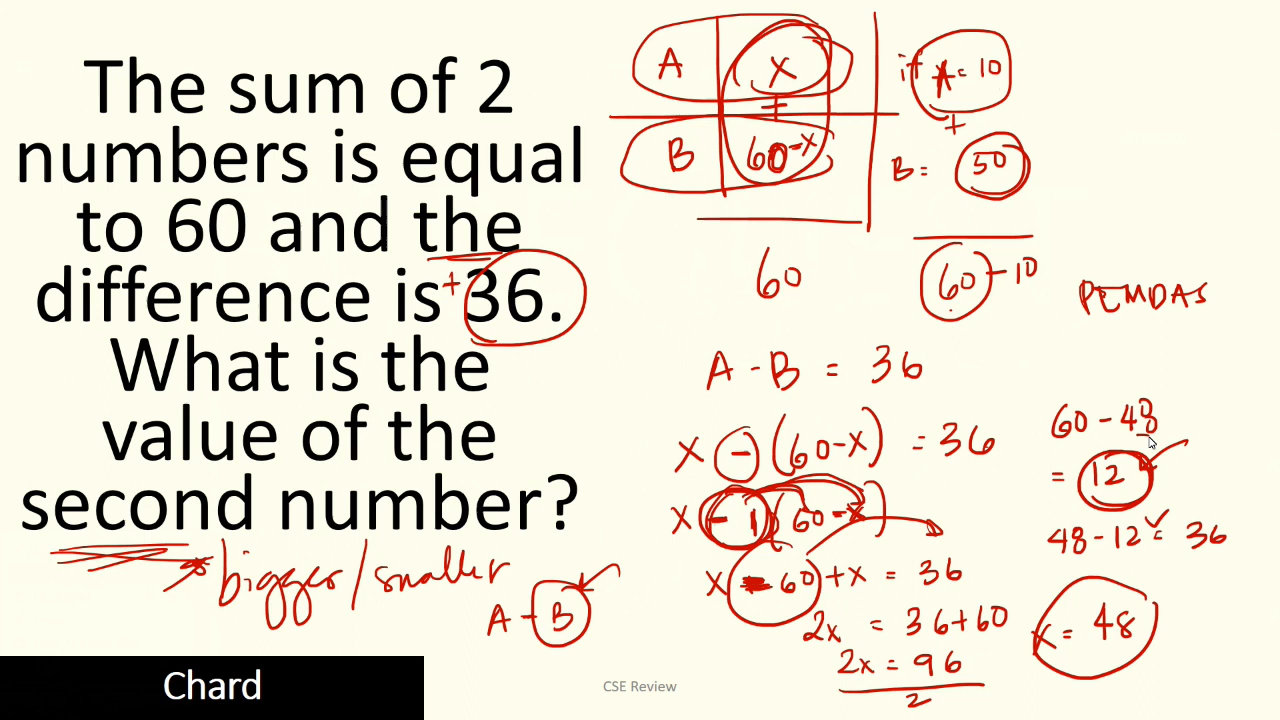 The sum of 2
numbers is equal
to 60 and the
difference is + 36.
What is the
value of the
second number?
bigger/smaller
A - B
Chard
A x
+
B 60-x
60
if A = 10
+
B = 50
60 - 10
PEMDAS
A - B = 36
x - (60-x) = 36
x - 1(60-x)
x - 60 + x = 36
2x = 36+60
2x = 96
2
60 - 48
= 12
48 - 12 = 36
x = 48
CSE Review